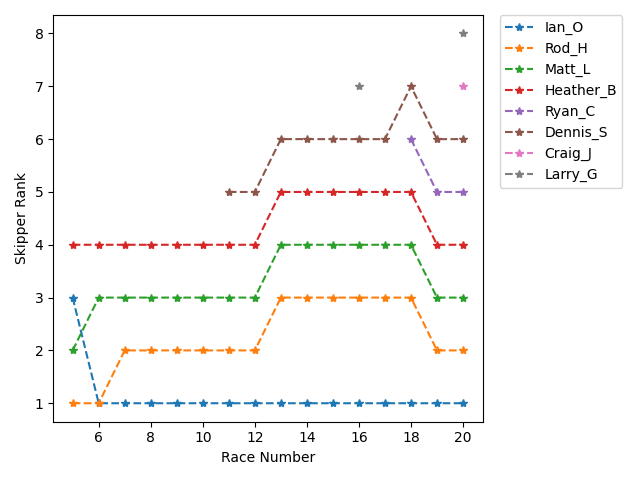 8
7
6
5
4
3
2
1
Skipper Rank
6 8 10 12 14 16 18 20
Race Number
Ian_O
Rod_H
Matt_L
Heather_B
Ryan_C
Dennis_S
Craig_J
Larry_G